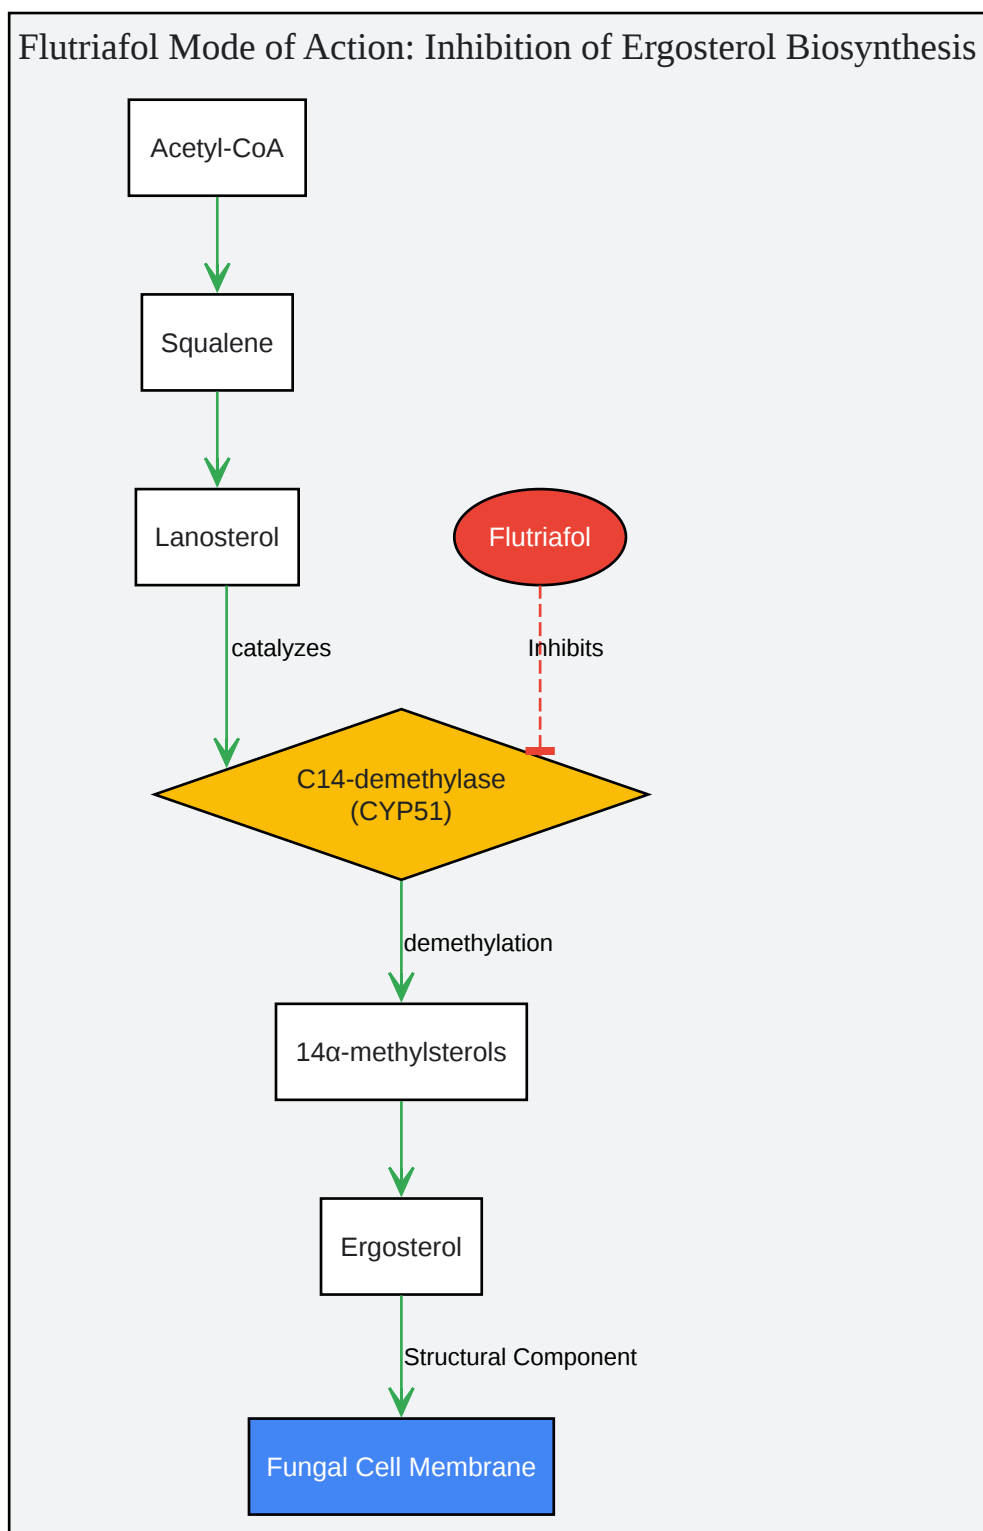 Flutriafol Mode of Action: Inhibition of Ergosterol Biosynthesis
Acetyl-CoA
Squalene
Lanosterol
Flutriafol
catalyzes
Inhibits
C14-demethylase
(CYP51)
demethylation
14α-methylsterols
Ergosterol
Structural Component
Fungal Cell Membrane